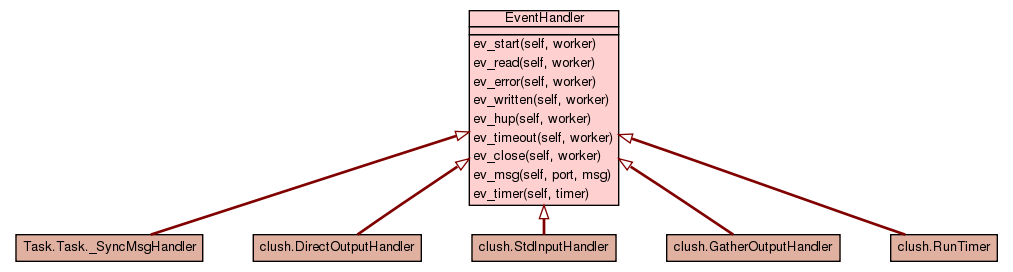 EventHandler
ev_start(self, worker)
ev_read(self, worker)
ev_error(self, worker)
ev_written(self, worker)
ev_hup(self, worker)
ev_timeout(self, worker)
ev_close(self, worker)
ev_msg(self, port, msg)
ev_timer(self, timer)
Task.Task._SyncMsgHandler
clush.DirectOutputHandler
clush.StdInputHandler
clush.GatherOutputHandler
clush.RunTimer